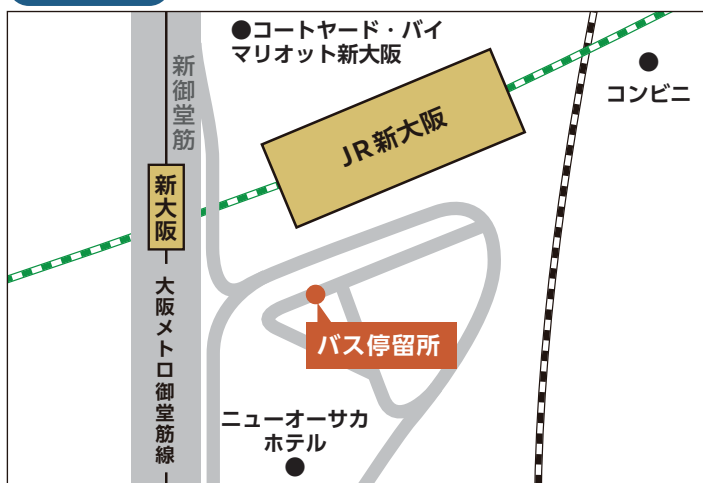 ●コートヤード・バイ
マリオット新大阪
新御堂筋
コンビニ
JR新大阪
新大阪
大阪メトロ御堂筋線
バス停留所
ニューオーサカ
ホテル